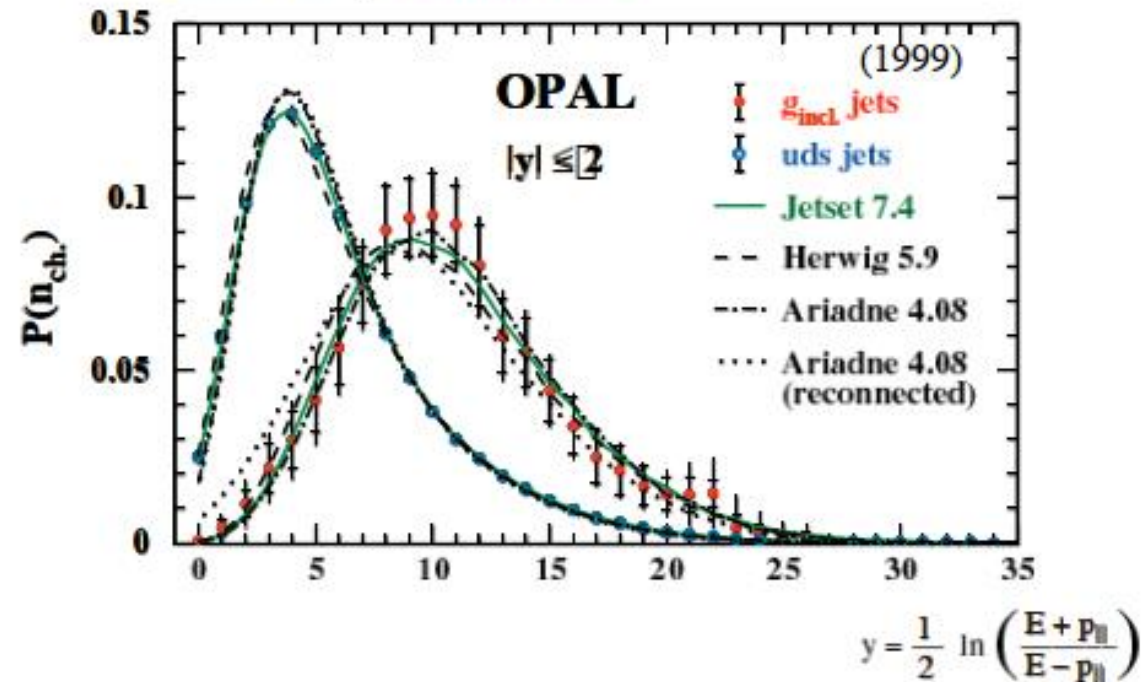 0.15
0.1
0.05
0
P(n_ch.)
OPAL
|y| ≤ 2
(1999)
g_incl. jets
uds jets
Jetset 7.4
Herwig 5.9
Ariadne 4.08
Ariadne 4.08
(reconnected)
0 5 10 15 20 25 30 35
y = 1/2 ln ( (E + p_||) / (E − p_||) )